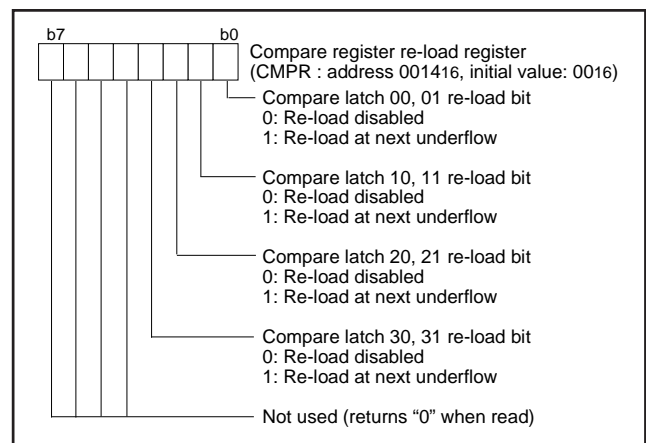 b7 b0
Compare register re-load register
(CMPR : address 001416, initial value: 0016)
Compare latch 00, 01 re-load bit
0: Re-load disabled
1: Re-load at next underflow
Compare latch 10, 11 re-load bit
0: Re-load disabled
1: Re-load at next underflow
Compare latch 20, 21 re-load bit
0: Re-load disabled
1: Re-load at next underflow
Compare latch 30, 31 re-load bit
0: Re-load disabled
1: Re-load at next underflow
Not used (returns “0” when read)